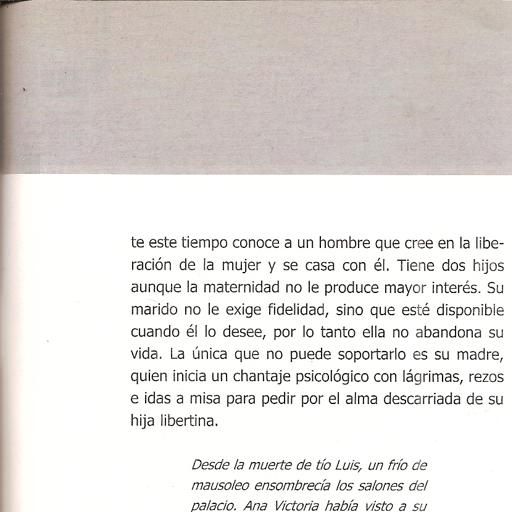 te este tiempo conoce a un hombre que cree en la libe-
ración de la mujer y se casa con él. Tiene dos hijos
aunque la maternidad no le produce mayor interés. Su
marido no le exige fidelidad, sino que esté disponible
cuando él lo desee, por lo tanto ella no abandona su
vida. La única que no puede soportarlo es su madre,
quien inicia un chantaje psicológico con lágrimas, rezos
e idas a misa para pedir por el alma descarriada de su
hija libertina.
Desde la muerte de tío Luis, un frío de
mausoleo ensombrecía los salones del
palacio. Ana Victoria había visto a su